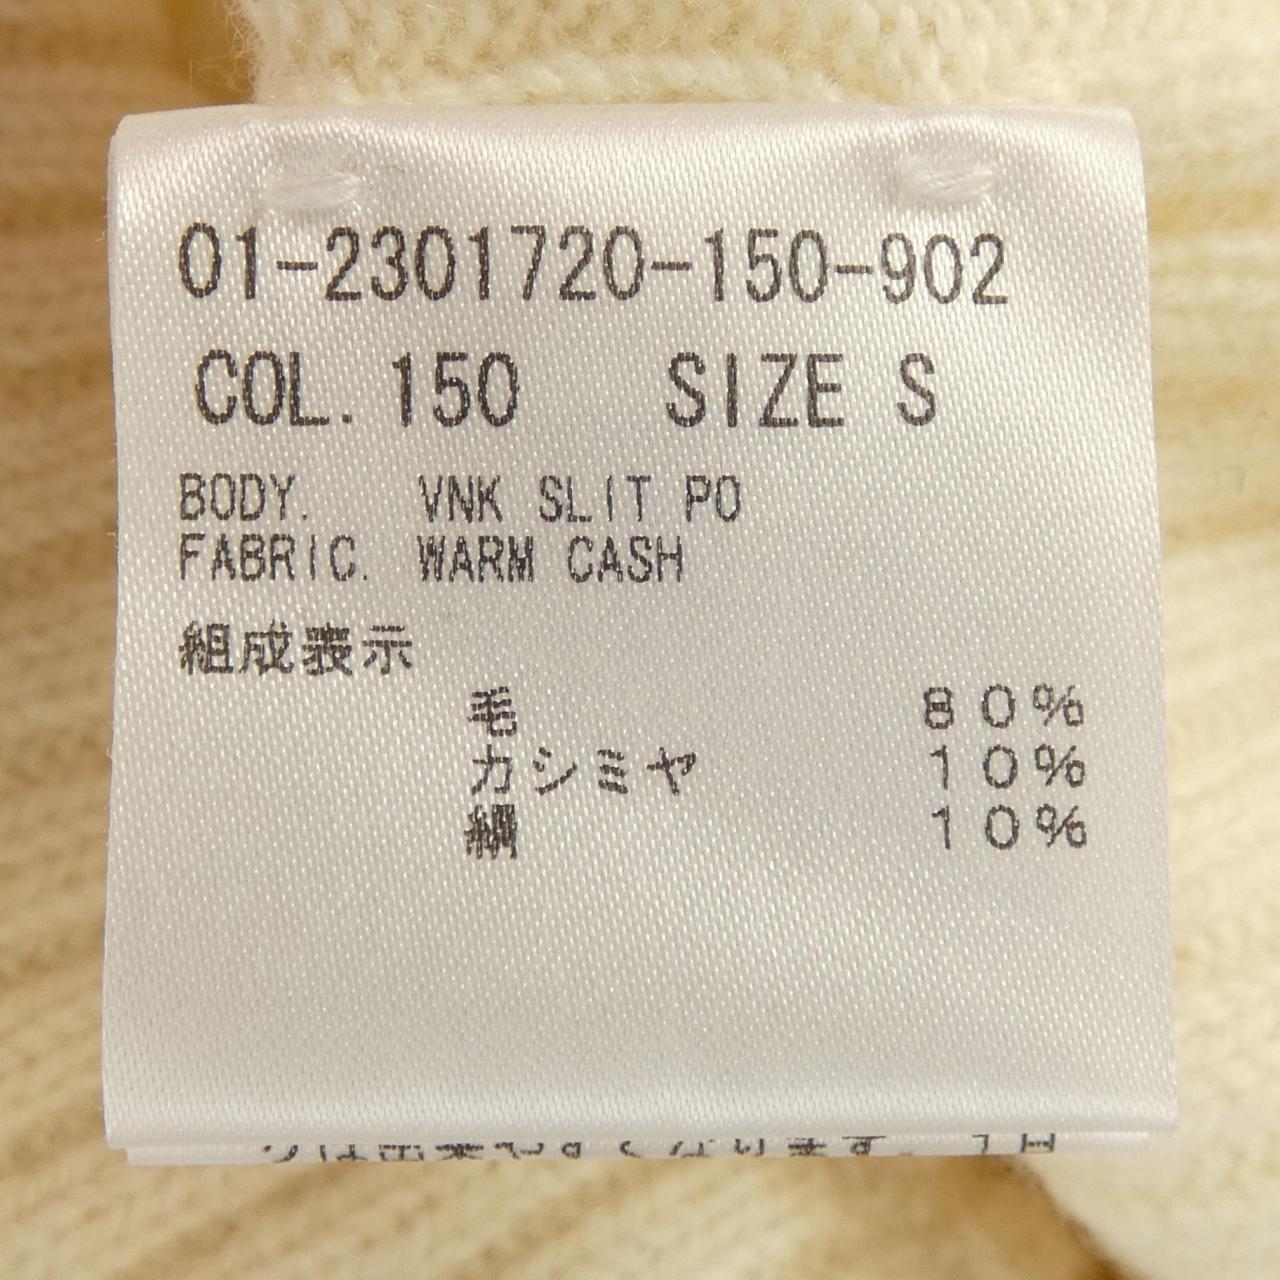 01-2301720-150-902
COL. 150 SIZE S
BODY. VNK SLIT PO
FABRIC. WARM CASH
組成表示
毛 80%
カシミヤ 10%
絹 10%